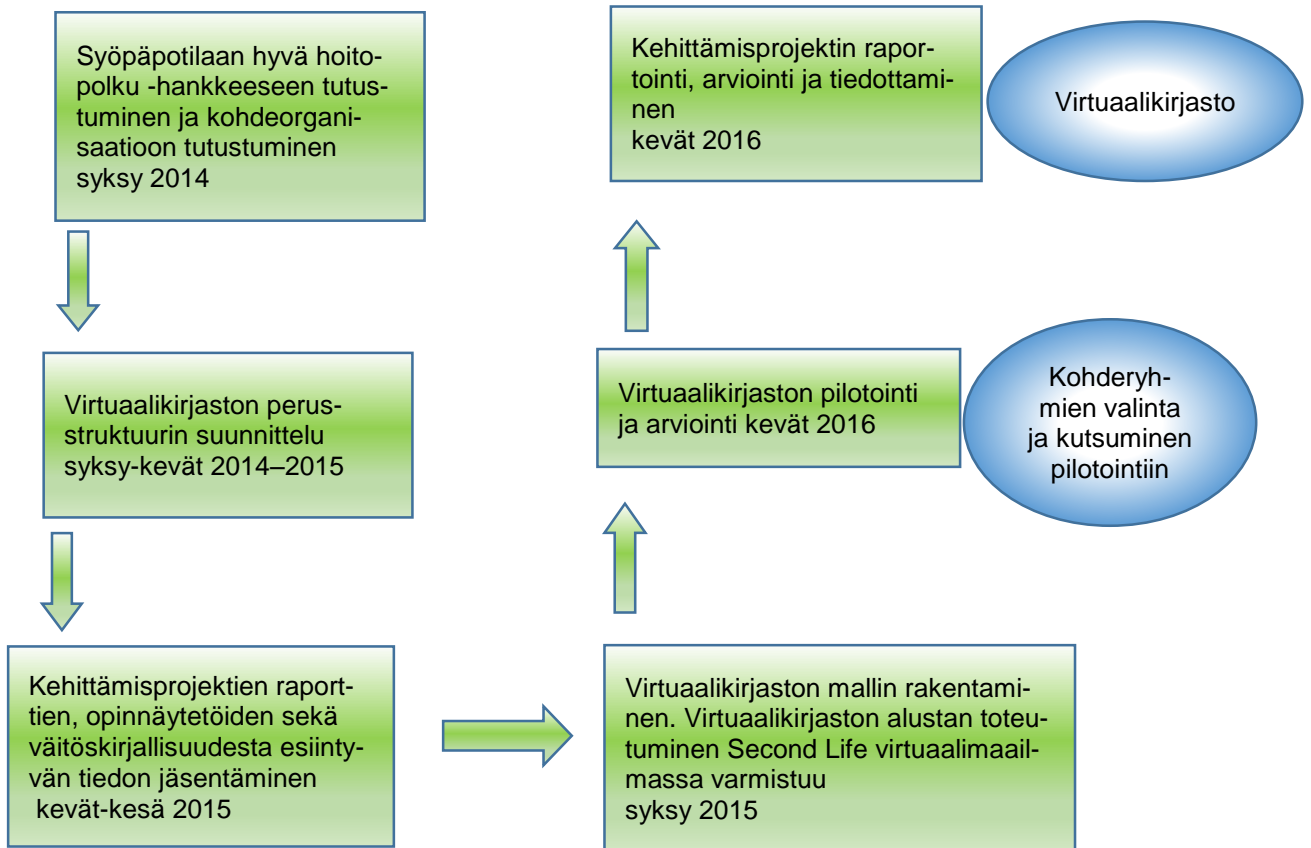 Syöpäpotilaan hyvä hoito-
polku -hankkeeseen tutus-
tuminen ja kohdeorgani-
saatioon tutustuminen
syksy 2014
Virtuaalikirjaston perus-
struktuurin suunnittelu
syksy-kevät 2014–2015
Kehittämisprojektien raport-
tien, opinnäytetöiden sekä
väitöskirjallisuudesta esiinty-
vän tiedon jäsentäminen
kevät-kesä 2015
Virtuaalikirjaston mallin rakentami-
nen. Virtuaalikirjaston alustan toteu-
tuminen Second Life virtuaalimaail-
massa varmistuu
syksy 2015
Virtuaalikirjaston pilotointi
ja arviointi kevät 2016
Kohderyh-
mien valinta
ja kutsuminen
pilotointiin
Kehittämisprojektin rapor-
tointi, arviointi ja tiedottami-
nen
kevät 2016
Virtuaalikirjasto